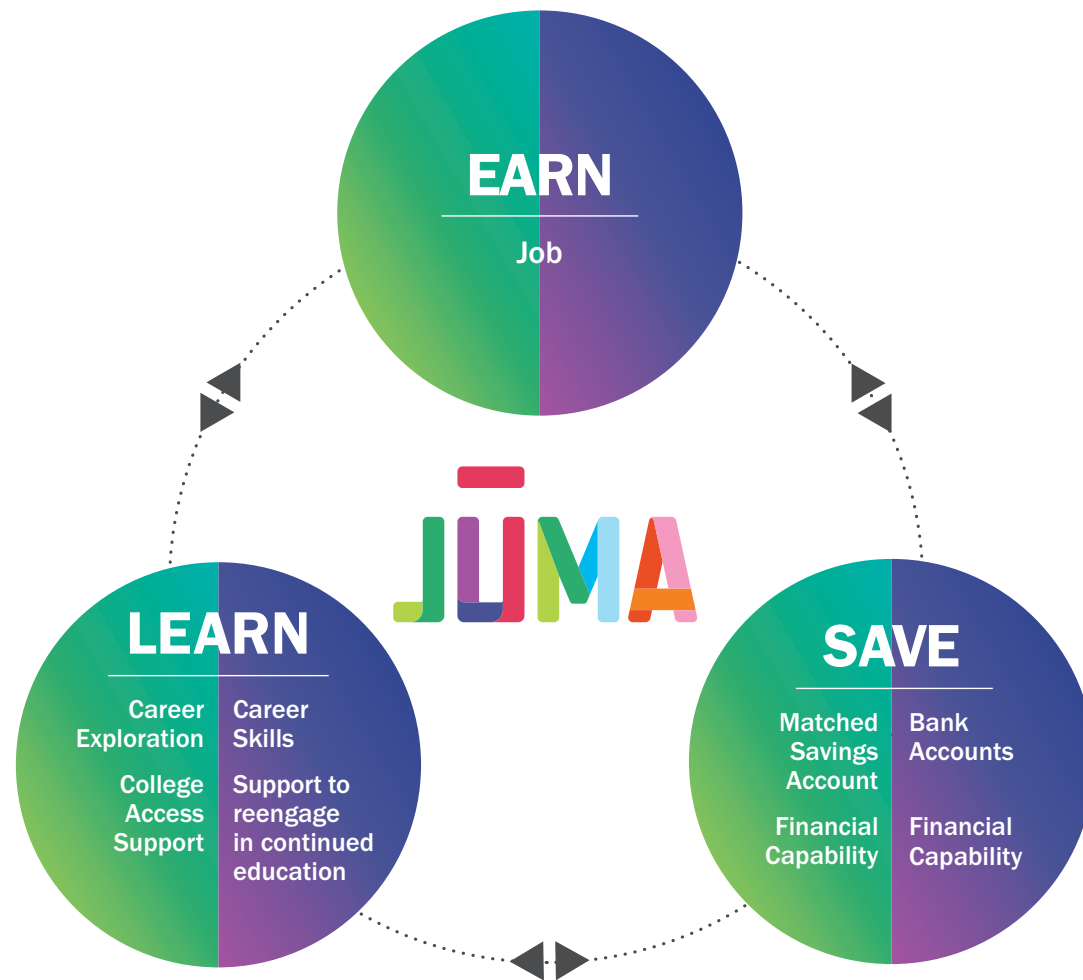 EARN
Job
JŪMA
LEARN
Career
Exploration
College
Access
Support
Career
Skills
Support to
reengage
in continued
education
SAVE
Matched
Savings
Account
Financial
Capability
Bank
Accounts
Financial
Capability